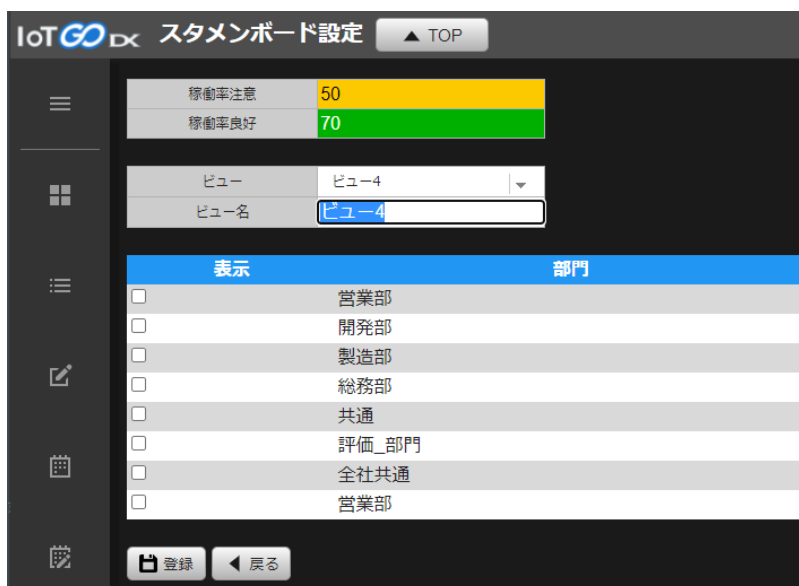 IoT GO DX スタメンボード設定 ▲ TOP
稼働率注意 50
稼働率良好 70
ビュー ビュー4
ビュー名 ビュー4
表示 部門
営業部
開発部
製造部
総務部
共通
評価_部門
全社共通
営業部
登録 戻る